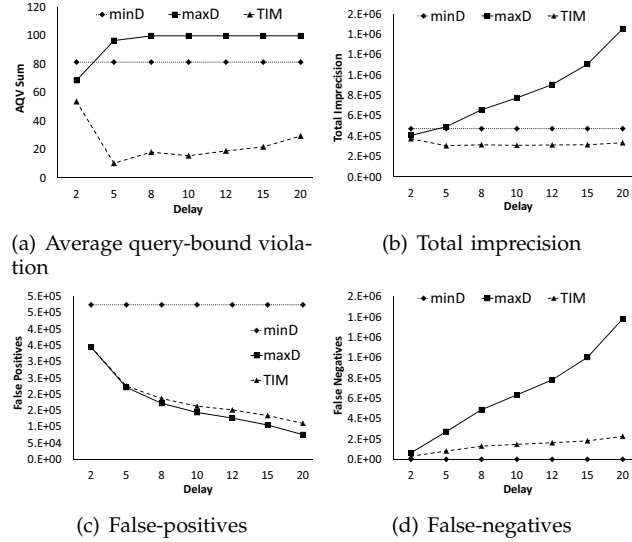 minD maxD TIM
120
100
80
60
40
20
0
AQV Sum
2 5 8 10 12 15 20
Delay
(a) Average query-bound viola-
tion
minD maxD TIM
2.E+06
1.E+06
1.E+06
1.E+06
8.E+05
6.E+05
4.E+05
2.E+05
0.E+00
Total Imprecision
2 5 8 10 12 15 20
Delay
(b) Total imprecision
5.E+05
5.E+05
4.E+05
4.E+05
3.E+05
3.E+05
2.E+05
2.E+05
1.E+05
5.E+04
0.E+00
False Positives
minD
maxD
TIM
2 5 8 10 12 15 20
Delay
(c) False-positives
minD maxD TIM
2.E+06
1.E+06
1.E+06
1.E+06
8.E+05
6.E+05
4.E+05
2.E+05
0.E+00
False Negatives
2 5 8 10 12 15 20
Delay
(d) False-negatives